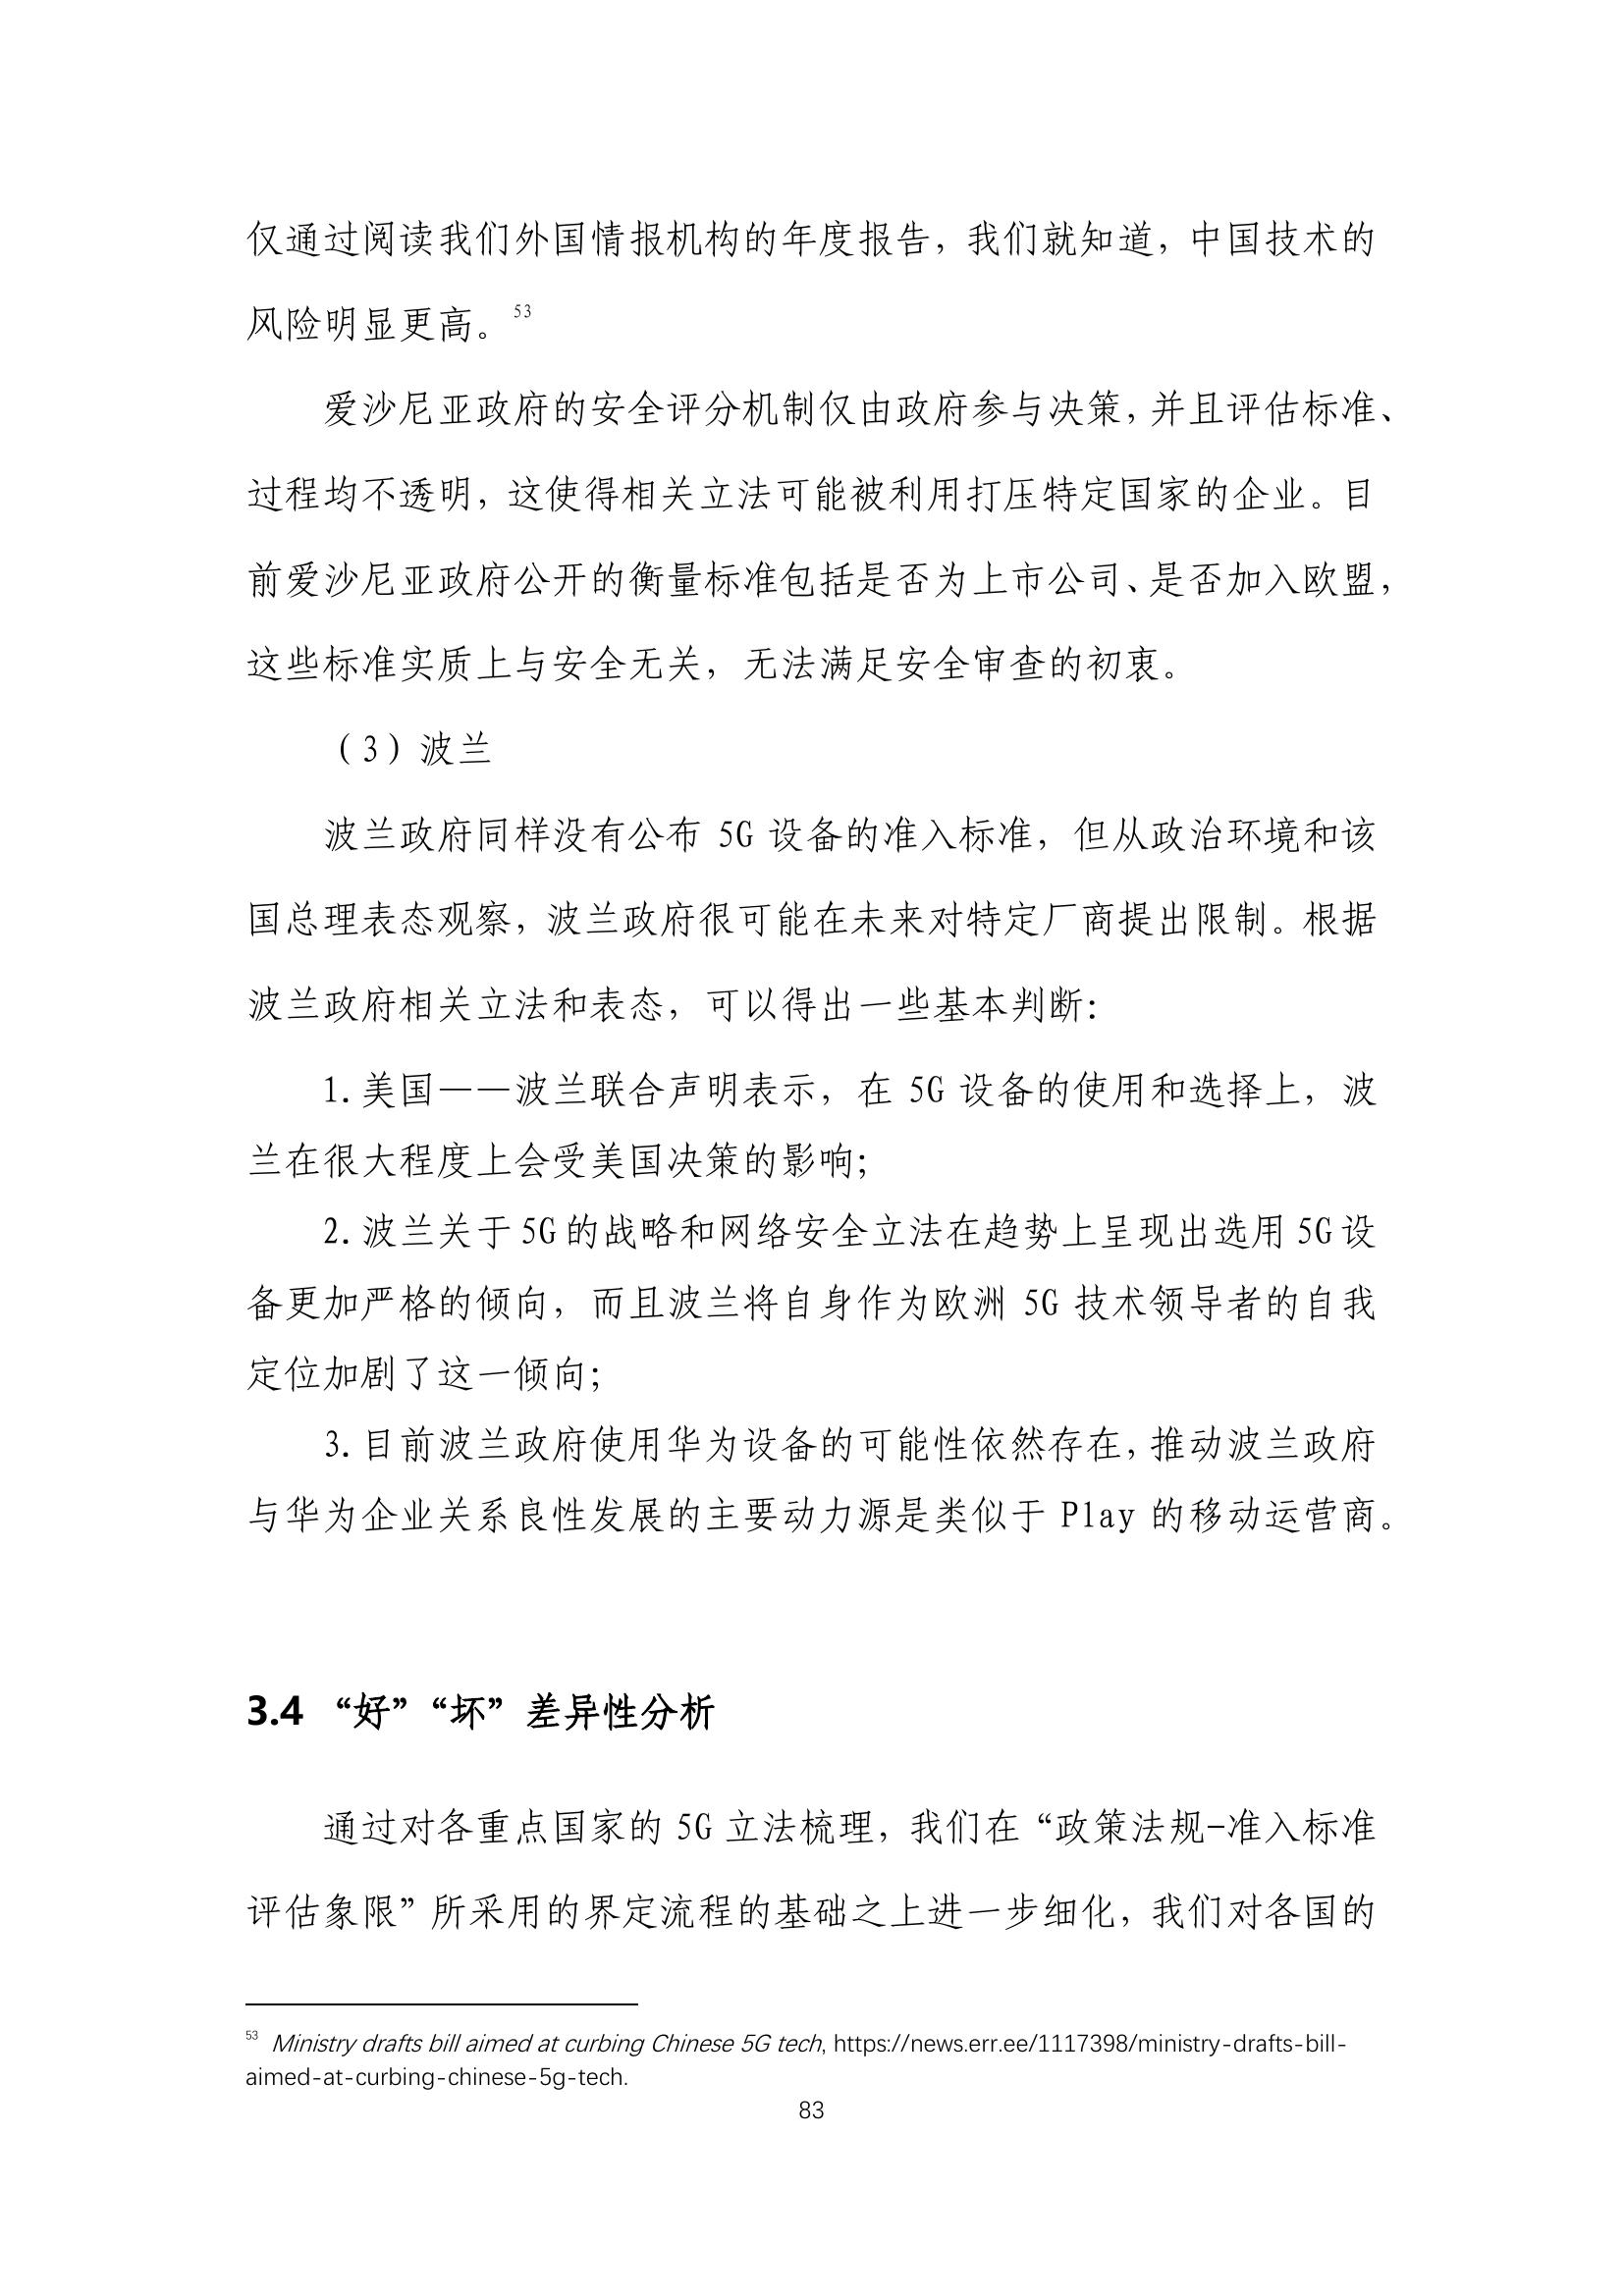 仅通过阅读我们外国情报机构的年度报告，我们就知道，中国技术的
风险明显更高。53
爱沙尼亚政府的安全评分机制仅由政府参与决策，并且评估标准、
过程均不透明，这使得相关立法可能被利用打压特定国家的企业。目
前爱沙尼亚政府公开的衡量标准包括是否为上市公司、是否加入欧盟，
这些标准实质上与安全无关，无法满足安全审查的初衷。
（3）波兰
波兰政府同样没有公布 5G 设备的准入标准，但从政治环境和该
国总理表态观察，波兰政府很可能在未来对特定厂商提出限制。根据
波兰政府相关立法和表态，可以得出一些基本判断：
1.美国——波兰联合声明表示，在 5G 设备的使用和选择上，波
兰在很大程度上会受美国决策的影响；
2.波兰关于 5G 的战略和网络安全立法在趋势上呈现出选用 5G 设
备更加严格的倾向，而且波兰将自身作为欧洲 5G 技术领导者的自我
定位加剧了这一倾向；
3.目前波兰政府使用华为设备的可能性依然存在，推动波兰政府
与华为企业关系良性发展的主要动力源是类似于 Play 的移动运营商。
3.4 “好”“坏”差异性分析
通过对各重点国家的 5G 立法梳理，我们在“政策法规-准入标准
评估象限”所采用的界定流程的基础之上进一步细化，我们对各国的
53 Ministry drafts bill aimed at curbing Chinese 5G tech, https://news.err.ee/1117398/ministry-drafts-bill-
aimed-at-curbing-chinese-5g-tech.
83